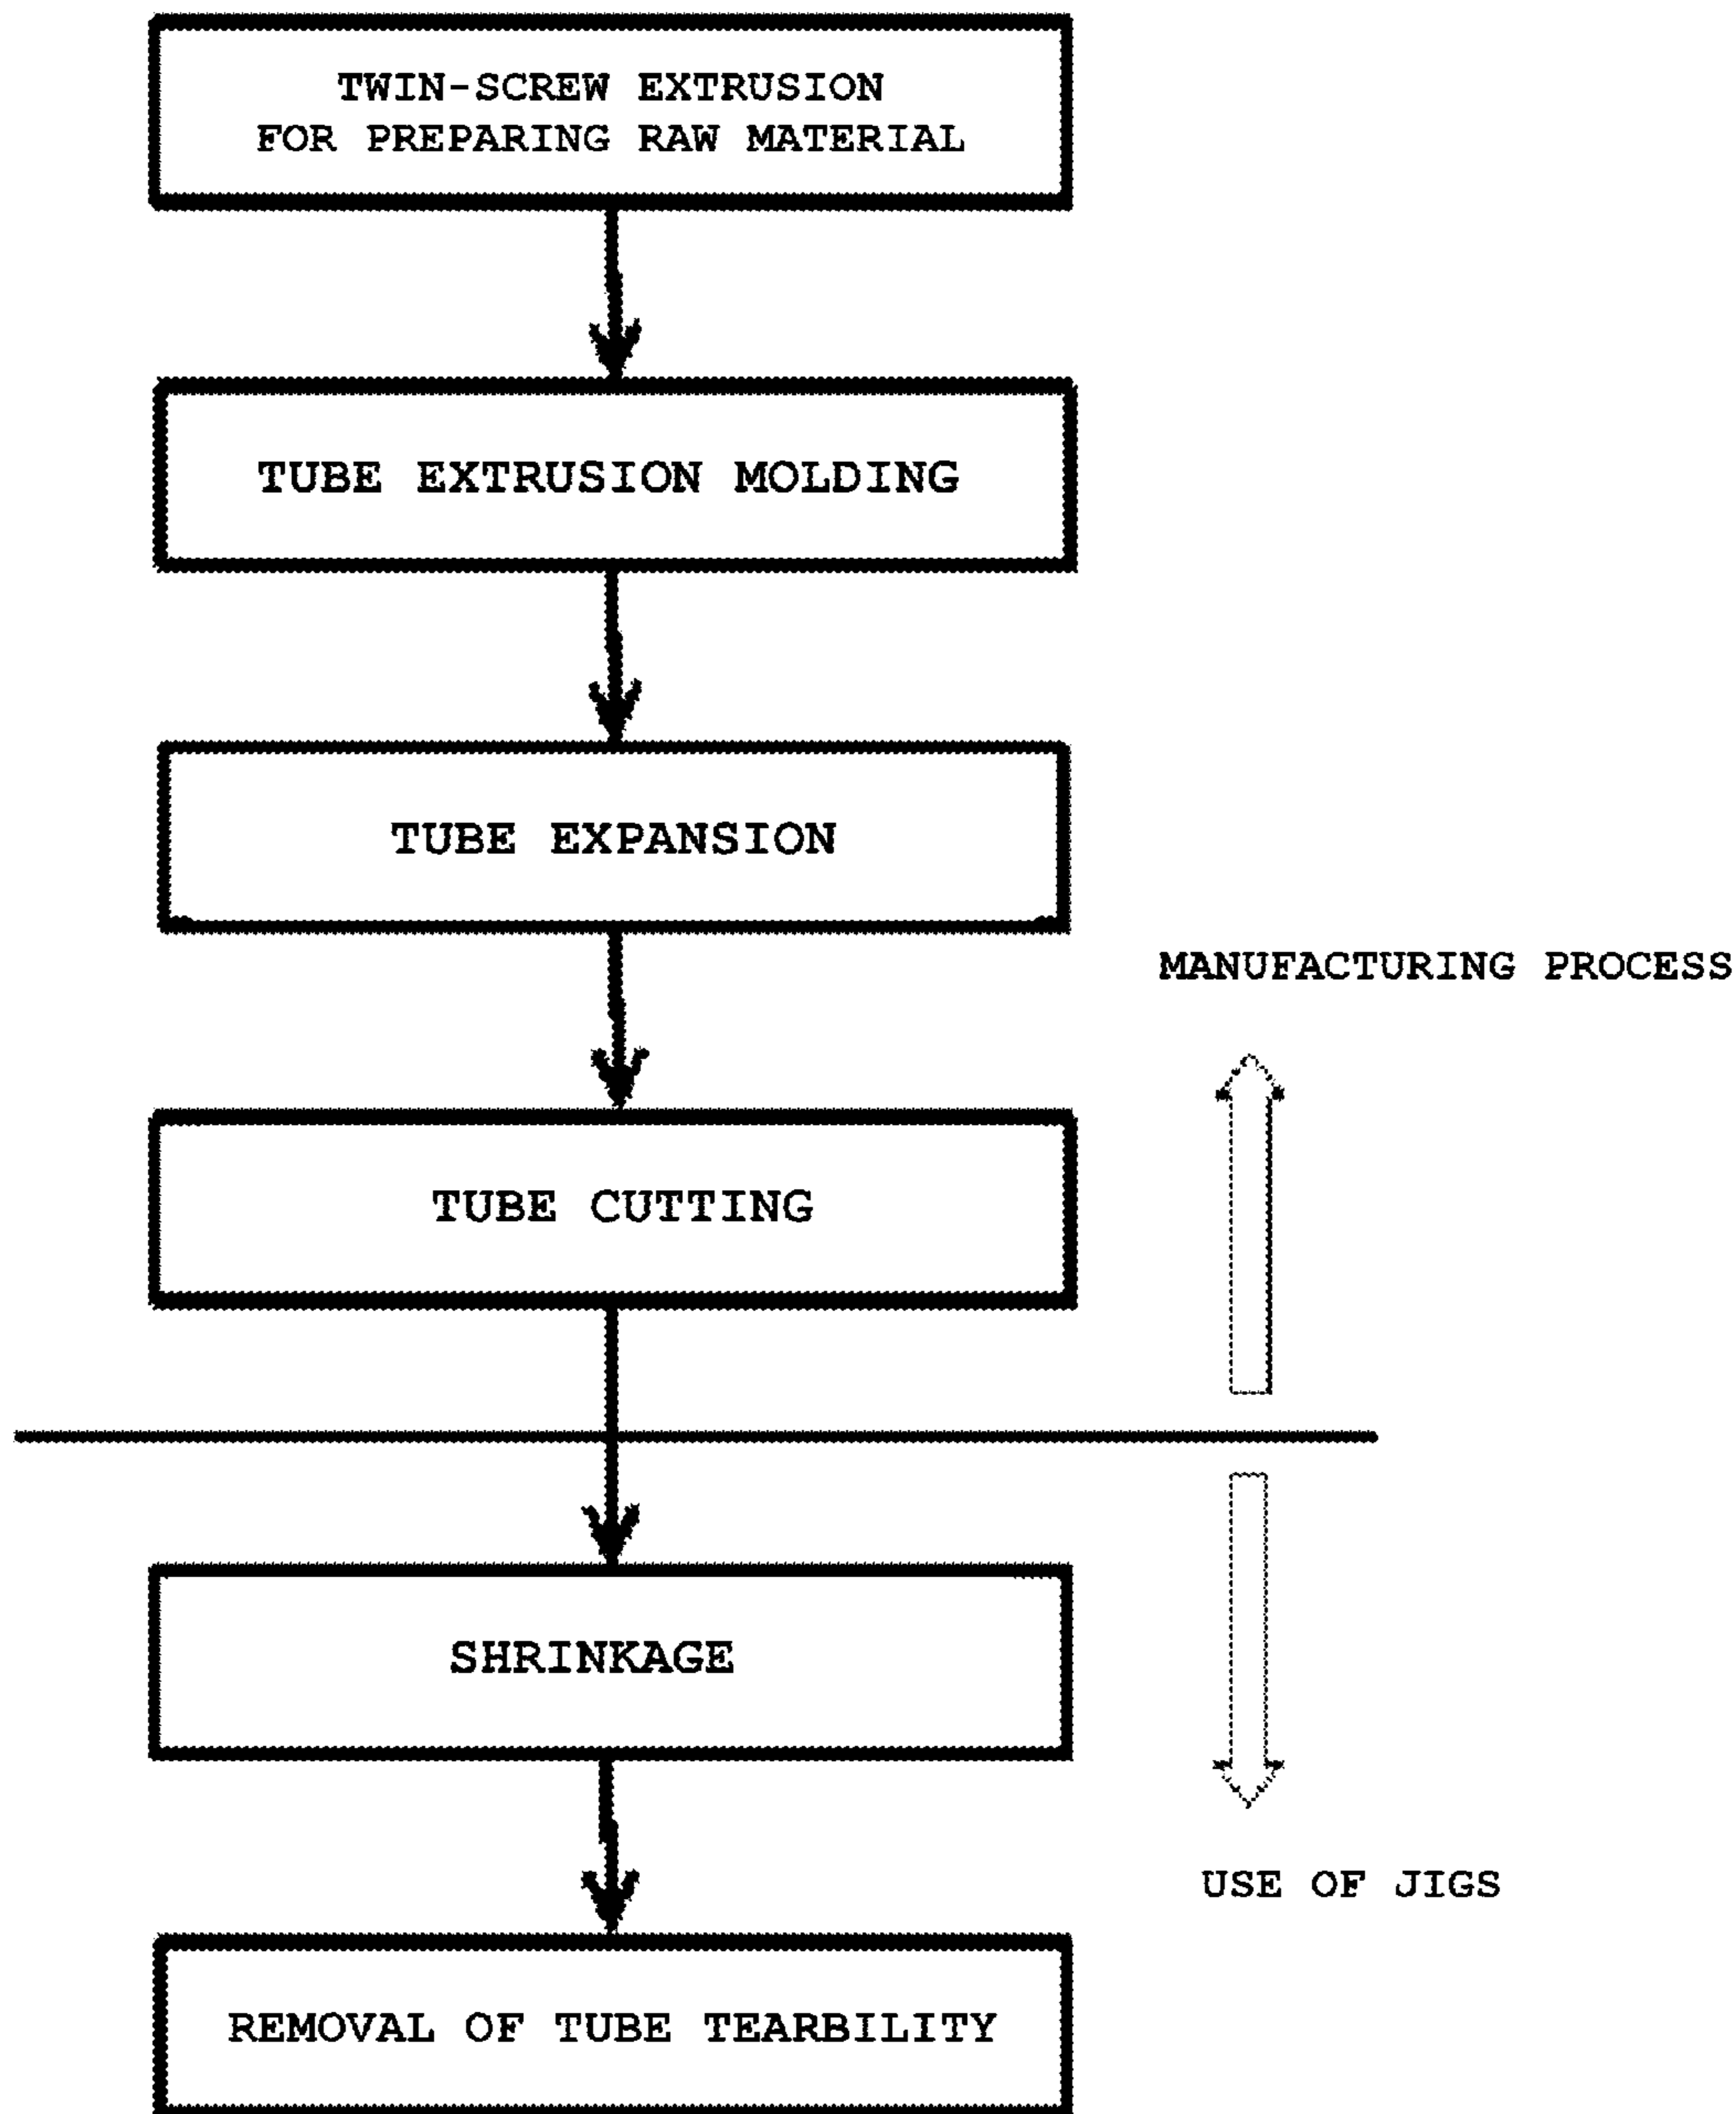 TWIN-SCREW EXTRUSION
FOR PREPARING RAW MATERIAL
TUBE EXTRUSION MOLDING
TUBE EXPANSION
MANUFACTURING PROCESS
TUBE CUTTING
SHRINKAGE
USE OF JIGS
REMOVAL OF TUBE TEARBILITY